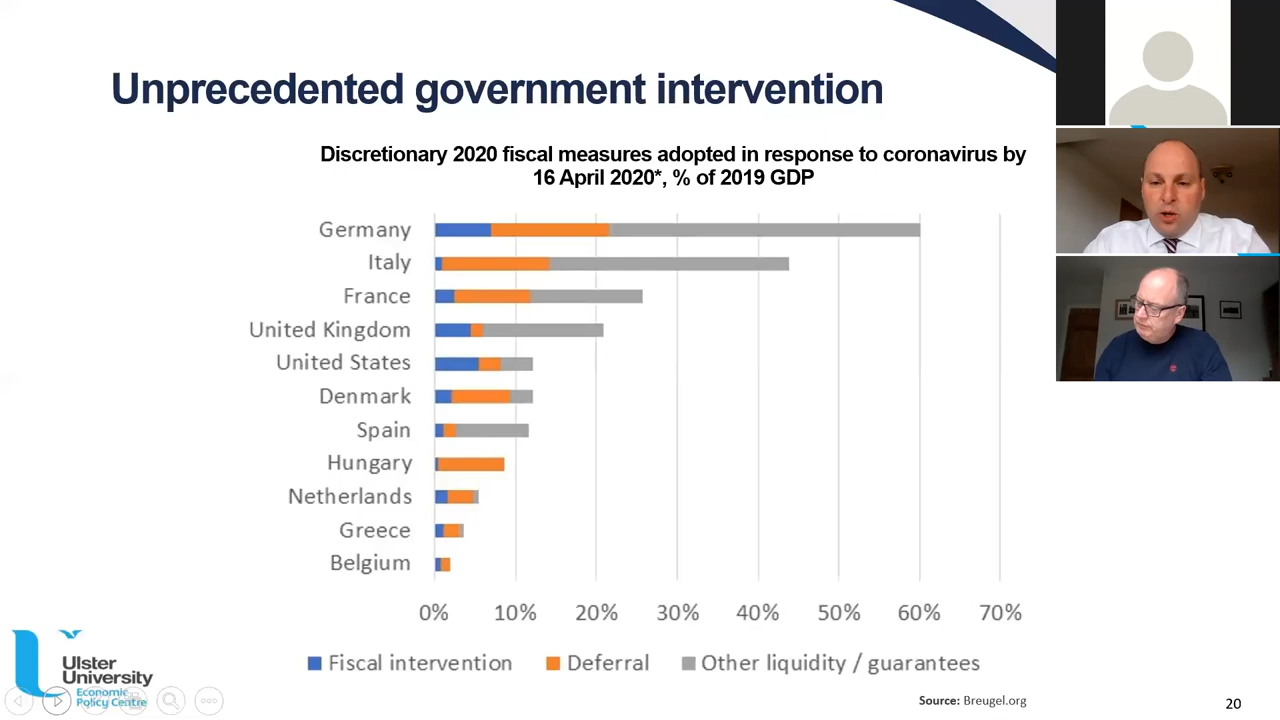 Unprecedented government intervention
Discretionary 2020 fiscal measures adopted in response to coronavirus by
16 April 2020*, % of 2019 GDP
Germany
Italy
France
United Kingdom
United States
Denmark
Spain
Hungary
Netherlands
Greece
Belgium
0% 10% 20% 30% 40% 50% 60% 70%
Fiscal intervention Deferral Other liquidity / guarantees
Ulster
University
Economic
Policy Centre
Source: Breugel.org
20